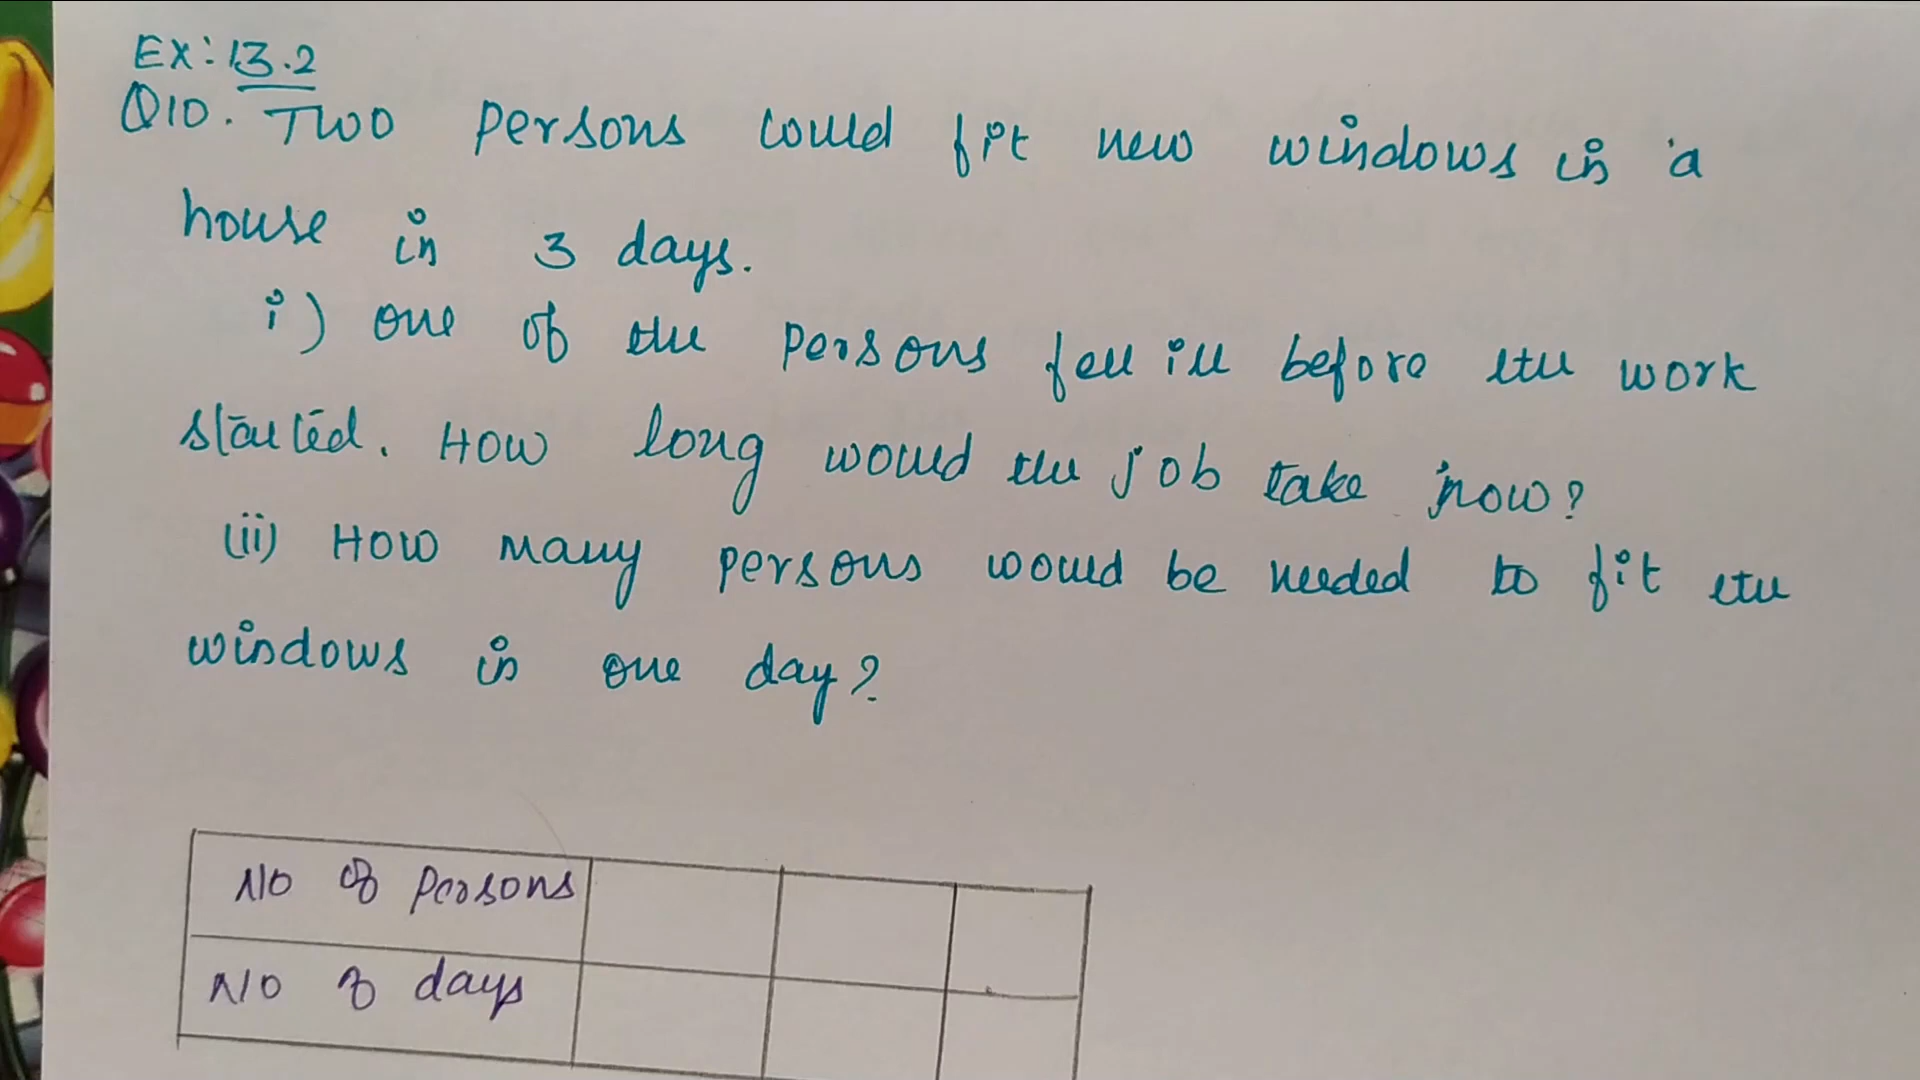 Ex: 13.2
Q10. Two persons could fit new windows in a
house in 3 days.
i) one of the persons fell ill before the work
started. How long would the job take now?
(ii) How many persons would be needed to fit the
windows in one day?
No of persons
No of days